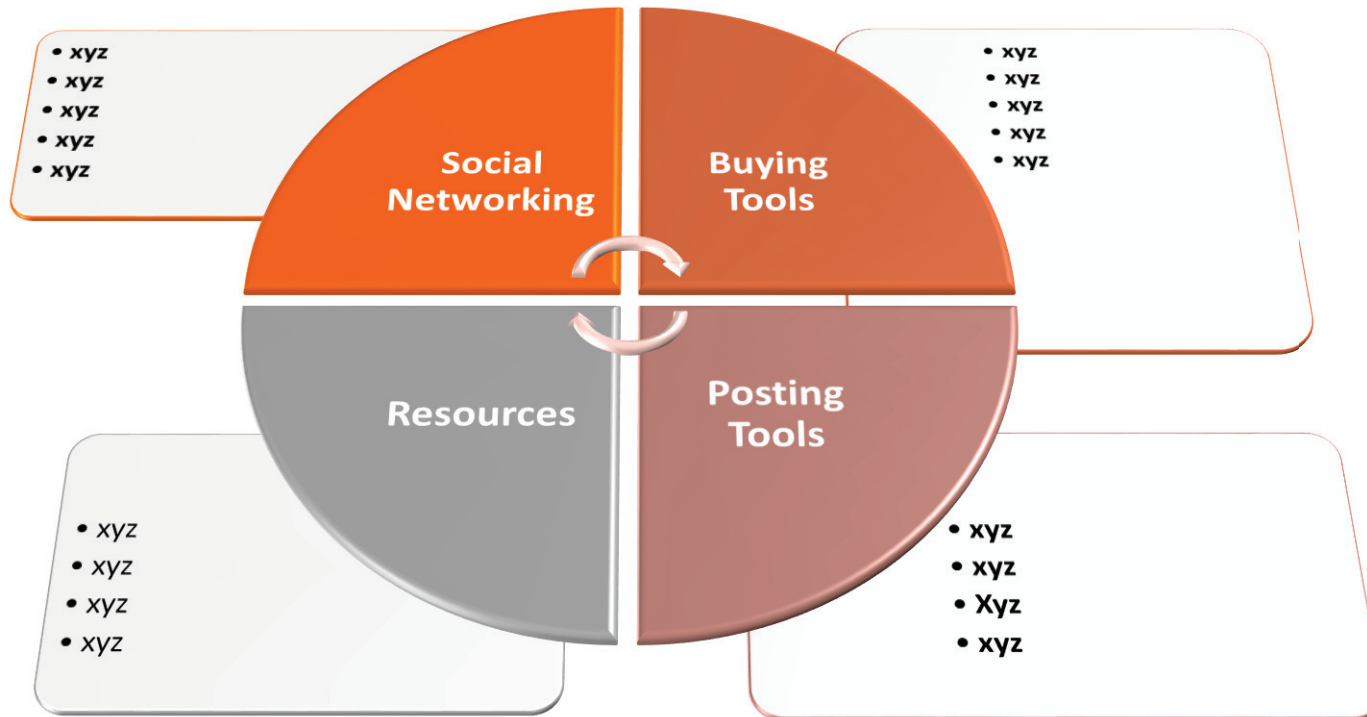 • xyz
• xyz
• xyz
• xyz
• xyz
Social
Networking
Buying
Tools
• xyz
• xyz
• xyz
• xyz
• xyz
Resources
• xyz
• xyz
• xyz
• xyz
Posting
Tools
• xyz
• xyz
• Xyz
• xyz